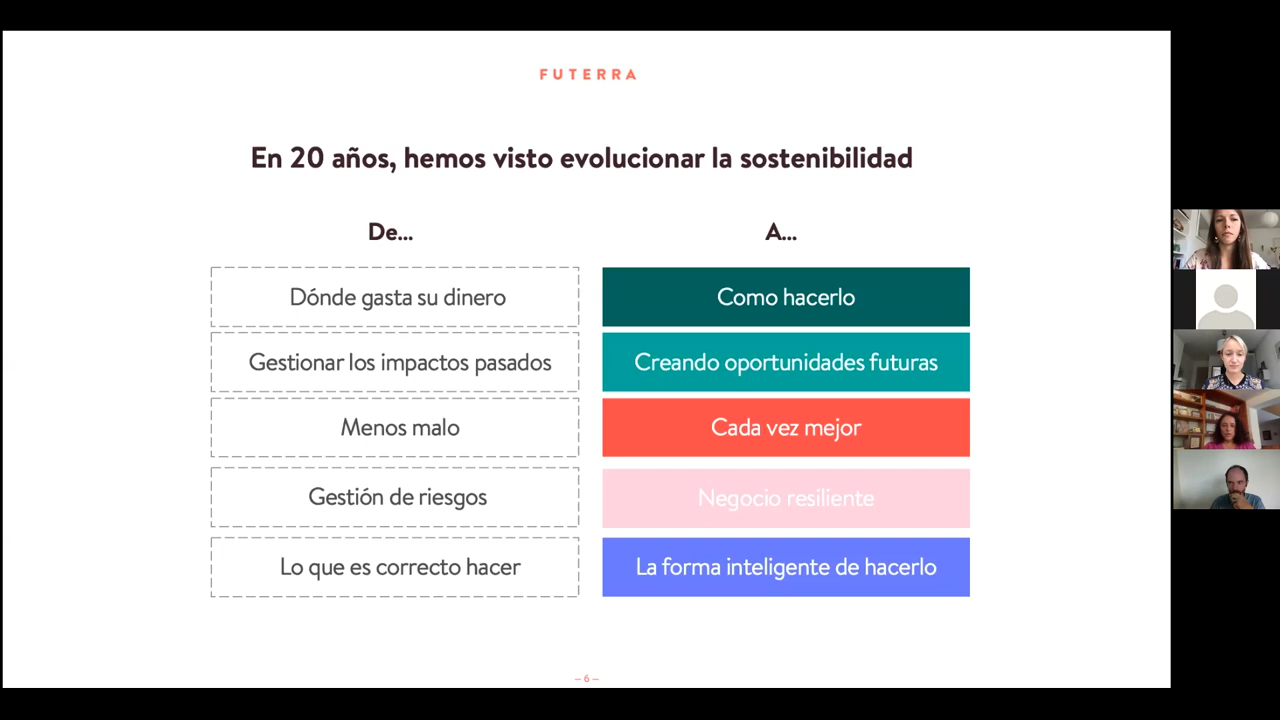 FUTERRA
En 20 años, hemos visto evolucionar la sostenibilidad
De...
A...
Dónde gasta su dinero
Como hacerlo
Gestionar los impactos pasados
Creando oportunidades futuras
Menos malo
Cada vez mejor
Gestión de riesgos
Negocio resiliente
Lo que es correcto hacer
La forma inteligente de hacerlo
– 6 –